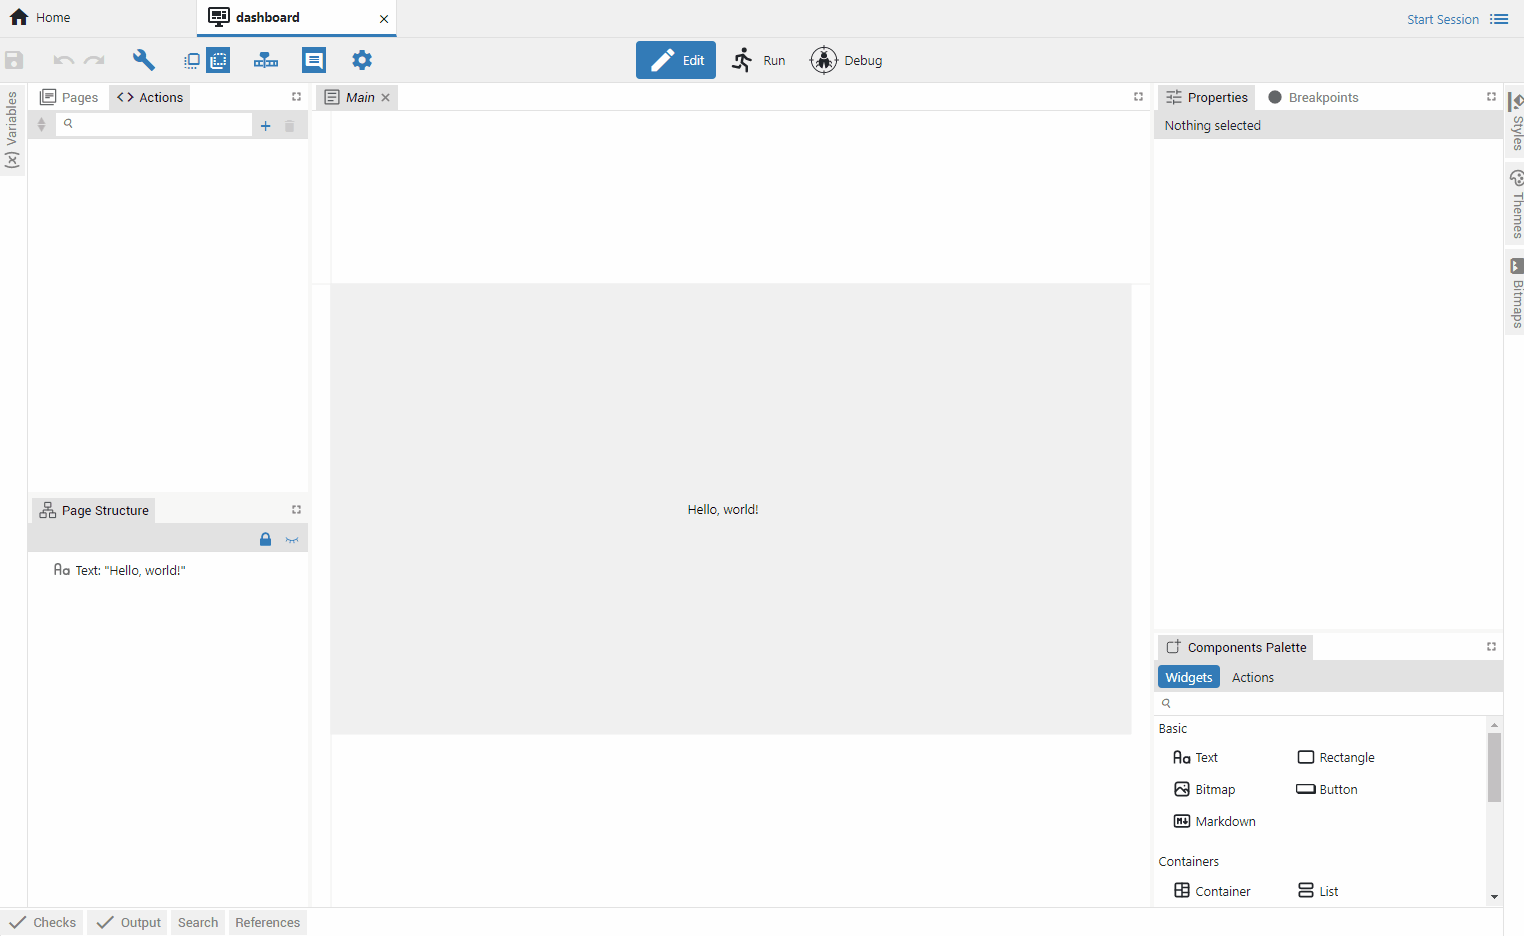 Home
dashboard
Start Session
Edit
Run
Debug
Variables
Pages
Actions
Main
Properties
Breakpoints
Nothing selected
Styles
Themes
Bitmaps
Hello, world!
Page Structure
Text: "Hello, world!"
Components Palette
Widgets
Actions
Basic
Text
Rectangle
Bitmap
Button
Markdown
Containers
Container
List
Checks
Output
Search
References